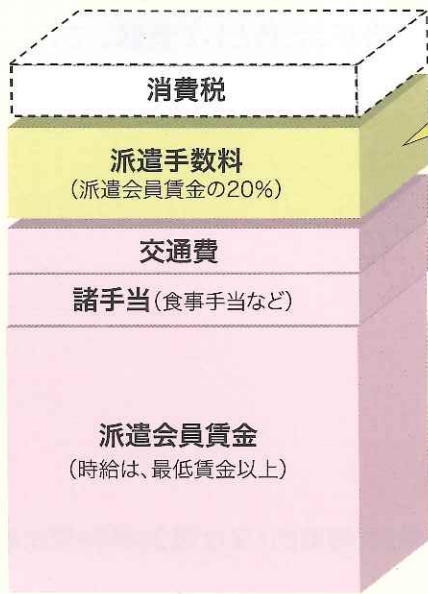 消費税
派遣手数料
（派遣会員賃金の20%）
交通費
諸手当（食事手当など）
派遣会員賃金
（時給は、最低賃金以上）